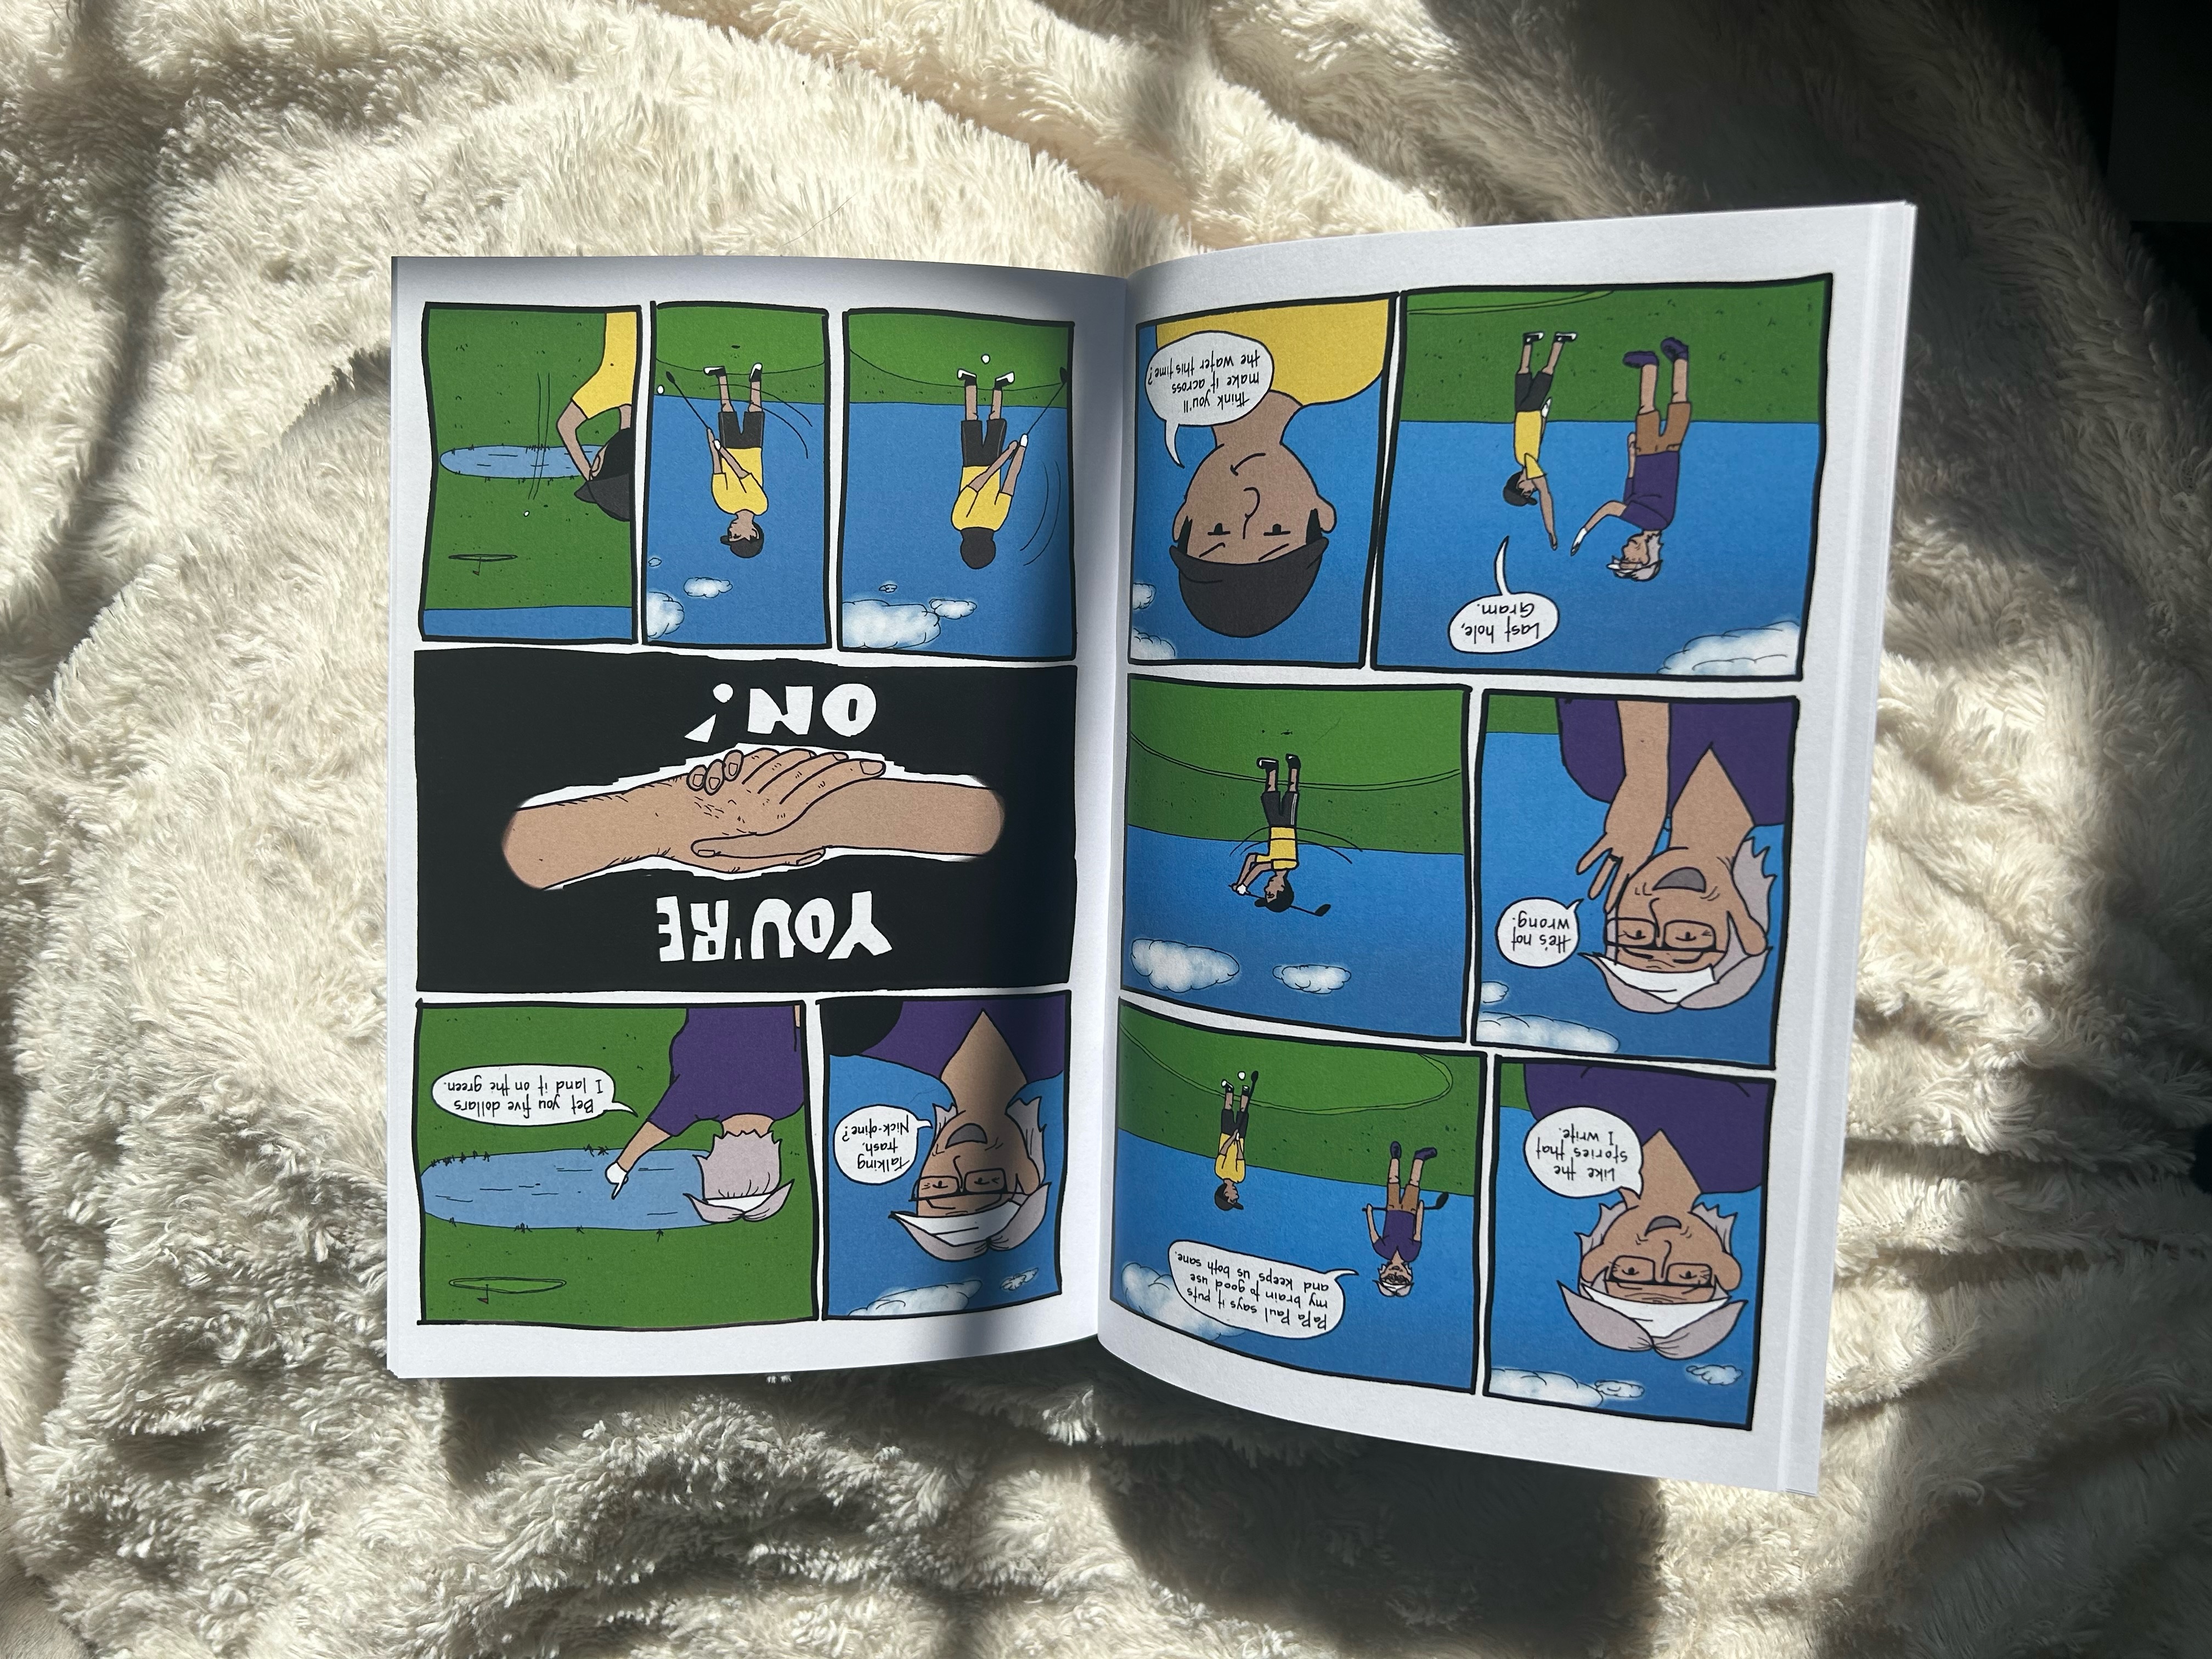 Like the
stories that
I write.
PaPa Paul says it puts
my brain to good use
and keeps us both sane.
He's not
wrong.
Last hole,
Gram.
Think you'll
make it across
the water this time?
Talking
trash,
Nick-otine?
Bet you five dollars
I land it on the green.
YOU'RE
ON!